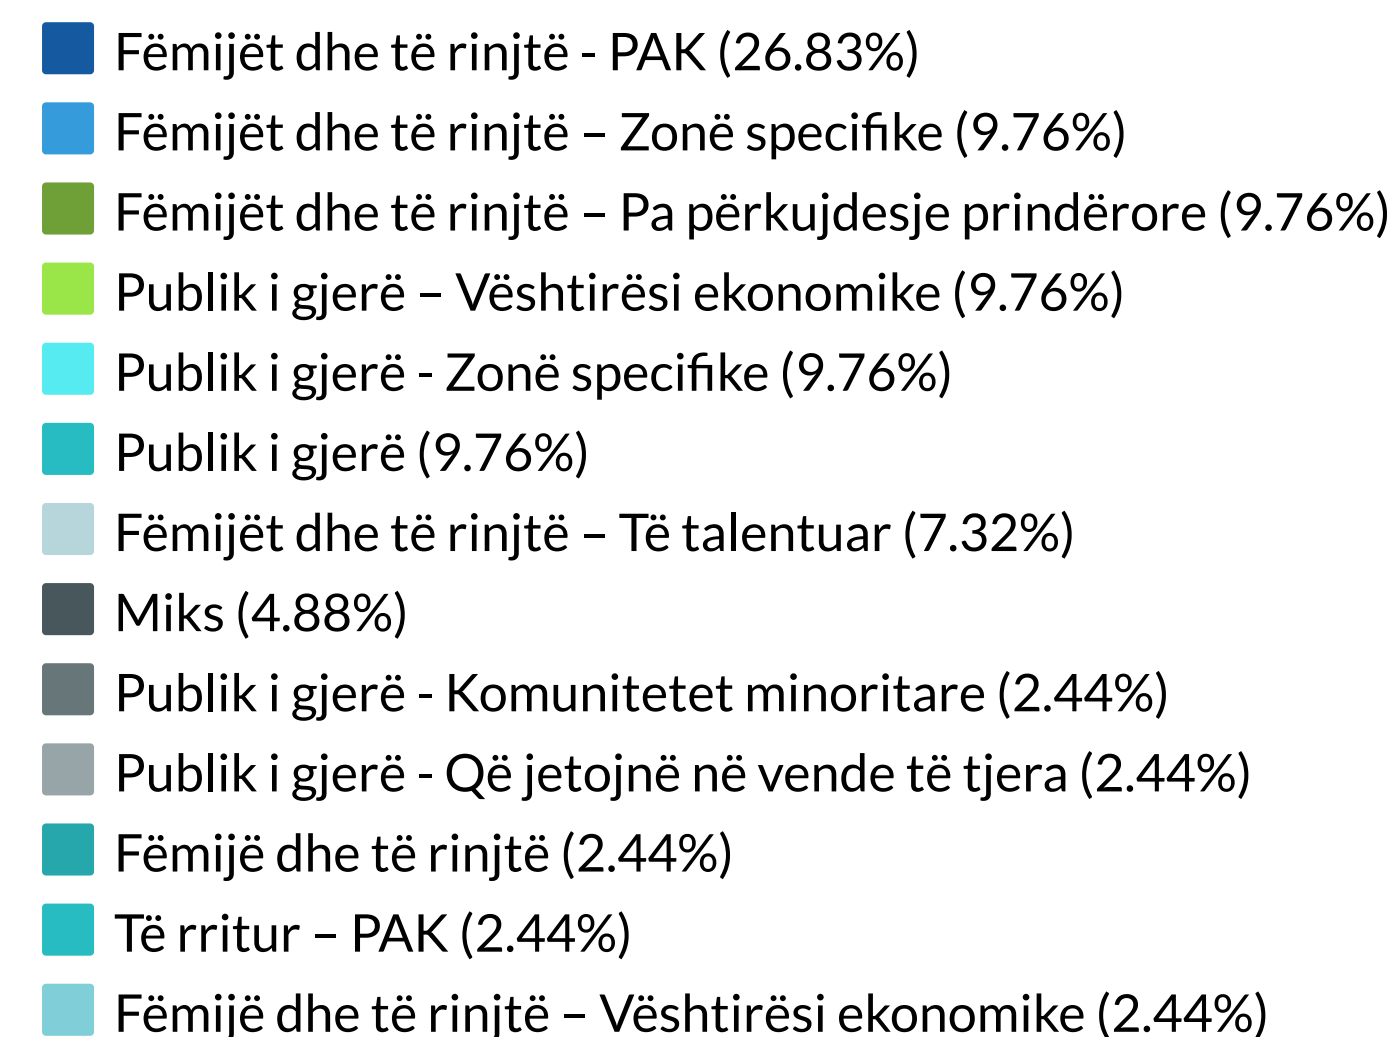 Fëmijët dhe të rinjtë - PAK (26.83%)
Fëmijët dhe të rinjtë – Zonë specifike (9.76%)
Fëmijët dhe të rinjtë – Pa përkujdesje prindërore (9.76%)
Publik i gjerë – Vështirësi ekonomike (9.76%)
Publik i gjerë - Zonë specifike (9.76%)
Publik i gjerë (9.76%)
Fëmijët dhe të rinjtë – Të talentuar (7.32%)
Miks (4.88%)
Publik i gjerë - Komunitetet minoritare (2.44%)
Publik i gjerë - Që jetojnë në vende të tjera (2.44%)
Fëmijë dhe të rinjtë (2.44%)
Të rritur – PAK (2.44%)
Fëmijë dhe të rinjtë – Vështirësi ekonomike (2.44%)